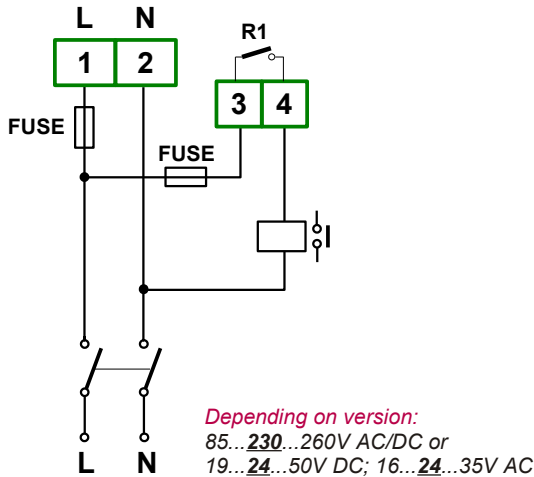 L N
R1
1 2
3 4
FUSE
FUSE
L N
Depending on version:
85...230...260V AC/DC or
19...24...50V DC; 16...24...35V AC